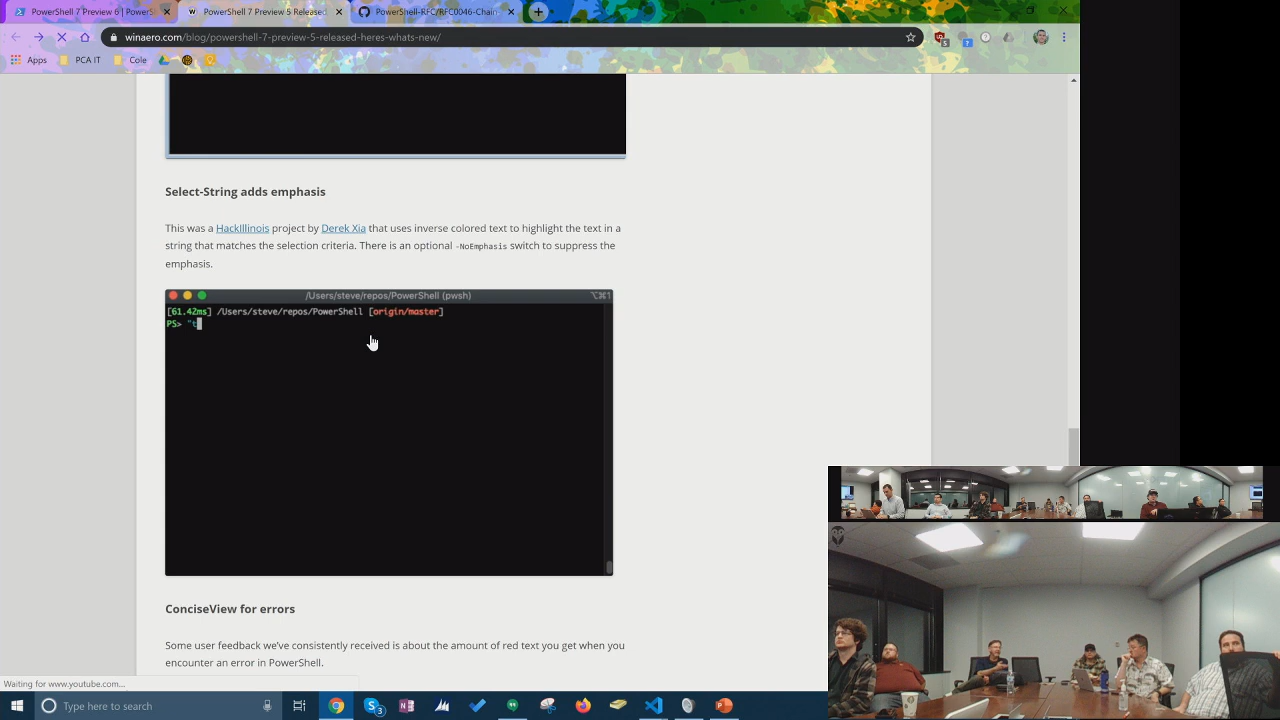 PowerShell 7 Preview 6 | PowerS
PowerShell 7 Preview 5 Released
PowerShell-RFC/RFC0046-Chain-
winaero.com/blog/powershell-7-preview-5-released-heres-whats-new/
Apps
PCA IT
Cole
Select-String adds emphasis
This was a HackIllinois project by Derek Xia that uses inverse colored text to highlight the text in a
string that matches the selection criteria. There is an optional -NoEmphasis switch to suppress the
emphasis.
/Users/steve/repos/PowerShell (pwsh)
⌥⌘1
[61.42ms] /Users/steve/repos/PowerShell [origin/master]
PS> "t
ConciseView for errors
Some user feedback we've consistently received is about the amount of red text you get when you
encounter an error in PowerShell.
Waiting for www.youtube.com...
Type here to search